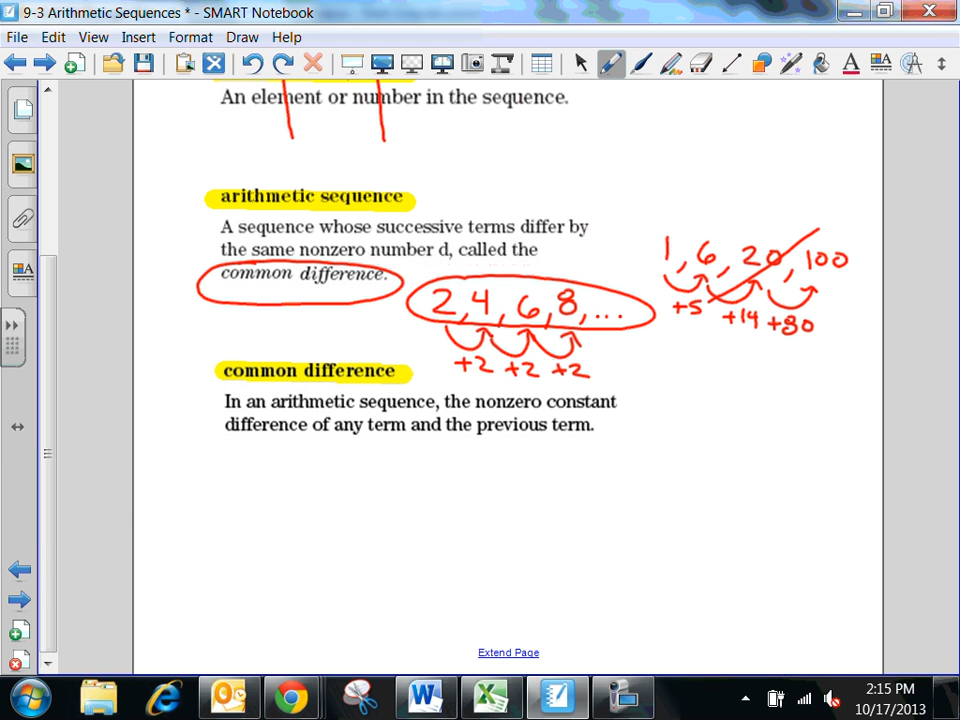 9-3 Arithmetic Sequences * - SMART Notebook
File Edit View Insert Format Draw Help
An element or number in the sequence.
arithmetic sequence
A sequence whose successive terms differ by
the same nonzero number d, called the
common difference.
2, 4, 6, 8, ...
+2 +2 +2
1, 6, 20, 100
+5 +14 +80
common difference
In an arithmetic sequence, the nonzero constant
difference of any term and the previous term.
Extend Page
2:15 PM
10/17/2013